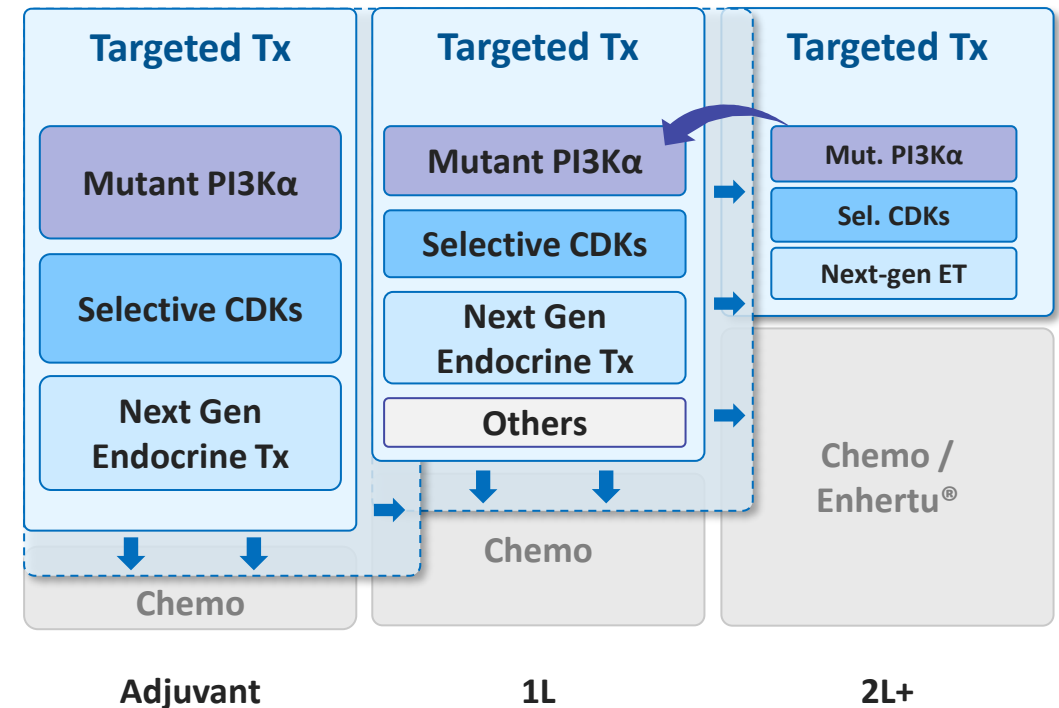 Targeted Tx
Mutant PI3Kα
Selective CDKs
Next Gen
Endocrine Tx
Chemo
Adjuvant
Targeted Tx
Mutant PI3Kα
Selective CDKs
Next Gen
Endocrine Tx
Others
Chemo
1L
Targeted Tx
Mut. PI3Kα
Sel. CDKs
Next-gen ET
Chemo /
Enhertu®
2L+